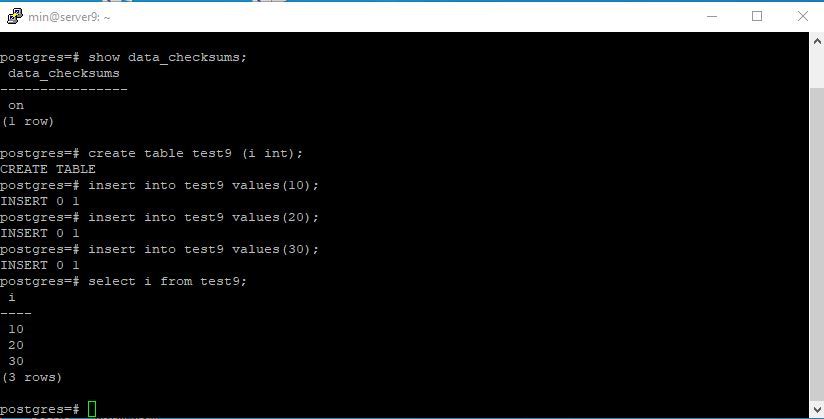 min@server9: ~
postgres=# show data_checksums;
 data_checksums
----------------
 on
(1 row)
postgres=# create table test9 (i int);
CREATE TABLE
postgres=# insert into test9 values(10);
INSERT 0 1
postgres=# insert into test9 values(20);
INSERT 0 1
postgres=# insert into test9 values(30);
INSERT 0 1
postgres=# select i from test9;
 i
----
 10
 20
 30
(3 rows)
postgres=#